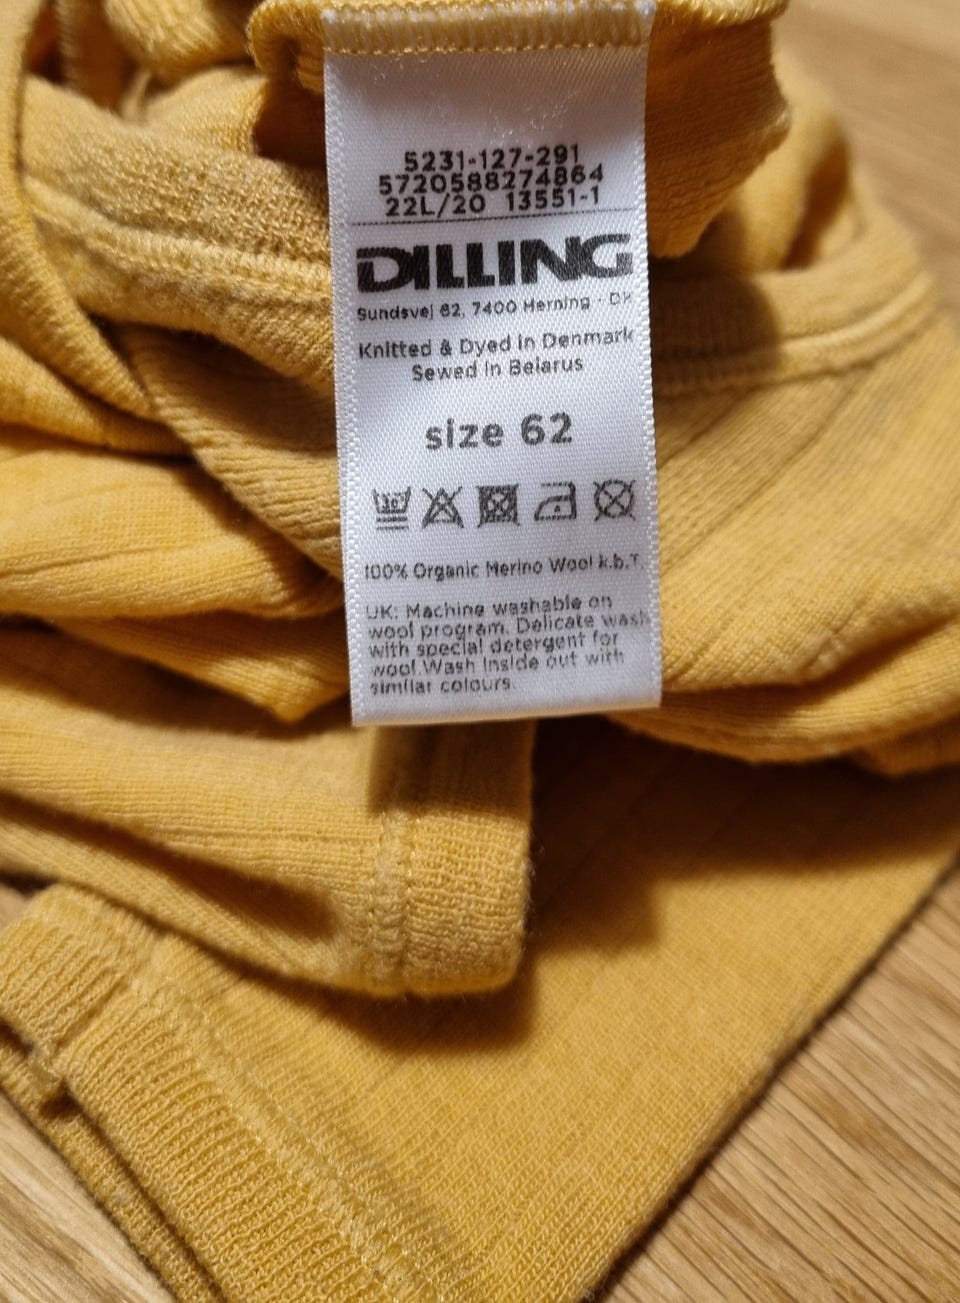 5231-127-291
5720588274864
22L/20 13551-1
DILLING
Sundsvej 62, 7400 Herning · DK
Knitted & Dyed in Denmark
Sewed in Belarus
size 62
30°
100% Organic Merino Wool k.b.T.
UK: Machine washable on
wool program. Delicate wash
with special detergent for
wool.Wash inside out with
similar colours.